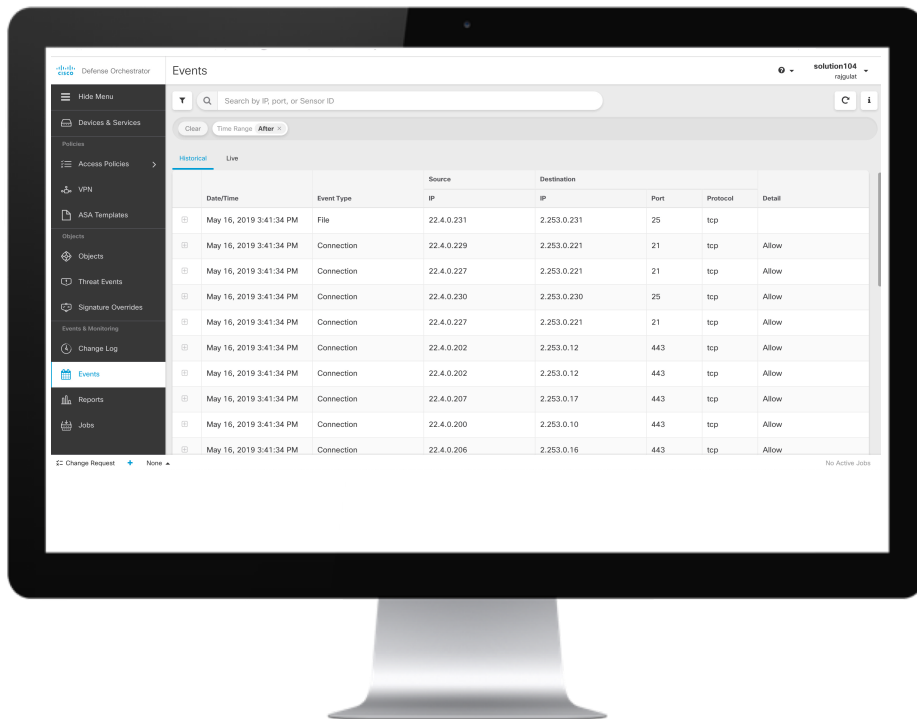 CISCO Defense Orchestrator
Events
solution104
rajgulat
Hide Menu
Search by IP, port, or Sensor ID
Devices & Services
Clear Time Range After ×
Policies
Access Policies
Historical Live
VPN
ASA Templates
Objects
Objects
Threat Events
Signature Overrides
Events & Monitoring
Change Log
Events
Reports
Jobs
Source Destination
Date/Time Event Type IP IP Port Protocol Detail
May 16, 2019 3:41:34 PM File 22.4.0.231 2.253.0.231 25 tcp
May 16, 2019 3:41:34 PM Connection 22.4.0.229 2.253.0.221 21 tcp Allow
May 16, 2019 3:41:34 PM Connection 22.4.0.227 2.253.0.221 21 tcp Allow
May 16, 2019 3:41:34 PM Connection 22.4.0.230 2.253.0.230 25 tcp Allow
May 16, 2019 3:41:34 PM Connection 22.4.0.227 2.253.0.221 21 tcp Allow
May 16, 2019 3:41:34 PM Connection 22.4.0.202 2.253.0.12 443 tcp Allow
May 16, 2019 3:41:34 PM Connection 22.4.0.202 2.253.0.12 443 tcp Allow
May 16, 2019 3:41:34 PM Connection 22.4.0.207 2.253.0.17 443 tcp Allow
May 16, 2019 3:41:34 PM Connection 22.4.0.200 2.253.0.10 443 tcp Allow
May 16, 2019 3:41:34 PM Connection 22.4.0.206 2.253.0.16 443 tcp Allow
Change Request + None
No Active Jobs